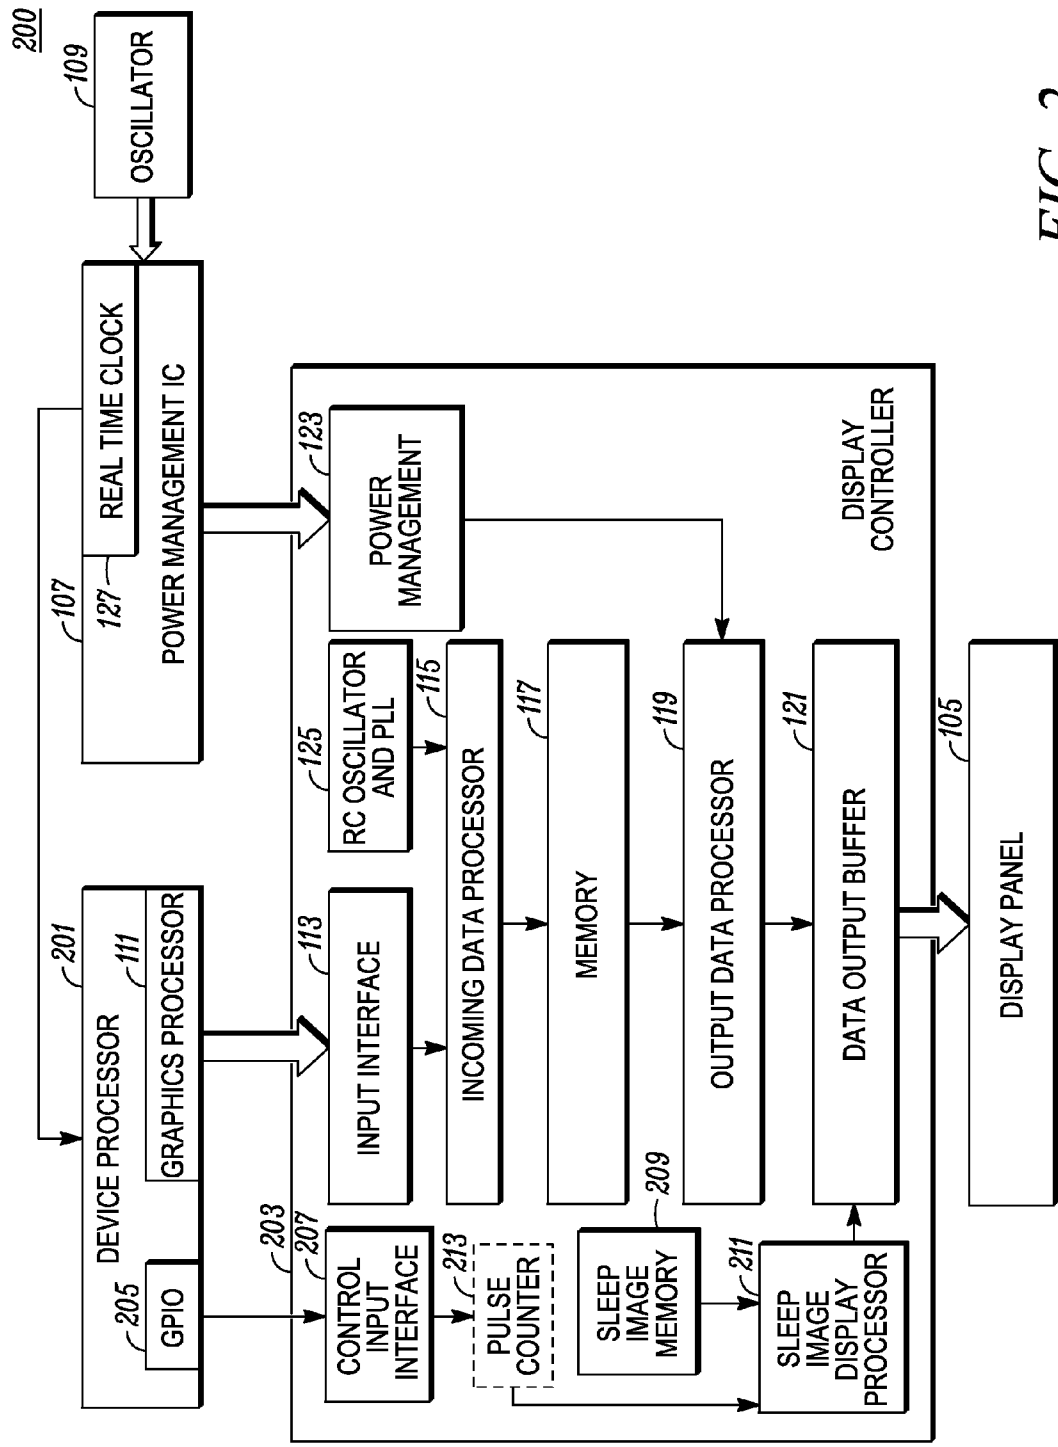 200
OSCILLATOR
109
REAL TIME CLOCK
POWER MANAGEMENT IC
107
127
DEVICE PROCESSOR
201
111
GRAPHICS PROCESSOR
205
GPIO
203
DISPLAY
CONTROLLER
123
POWER
MANAGEMENT
125
RC OSCILLATOR
AND PLL
113
INPUT INTERFACE
207
CONTROL
INPUT
INTERFACE
115
INCOMING DATA PROCESSOR
213
PULSE
COUNTER
117
MEMORY
209
SLEEP
IMAGE
MEMORY
119
OUTPUT DATA PROCESSOR
211
SLEEP
IMAGE
DISPLAY
PROCESSOR
121
DATA OUTPUT BUFFER
105
DISPLAY PANEL
FIG. 2